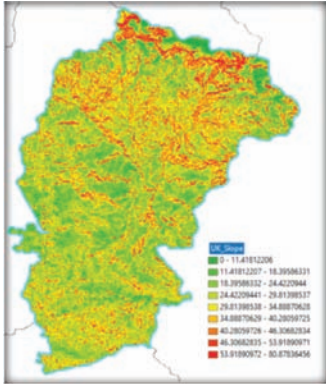 UK_Slope
0 - 11.41812206
11.41812207 - 18.39586331
18.39586332 - 24.4220944
24.42209441 - 29.81398537
29.81398538 - 34.88870628
34.88870629 - 40.28059725
40.28059726 - 46.30682834
46.30682835 - 53.91890971
53.91890972 - 80.87836456